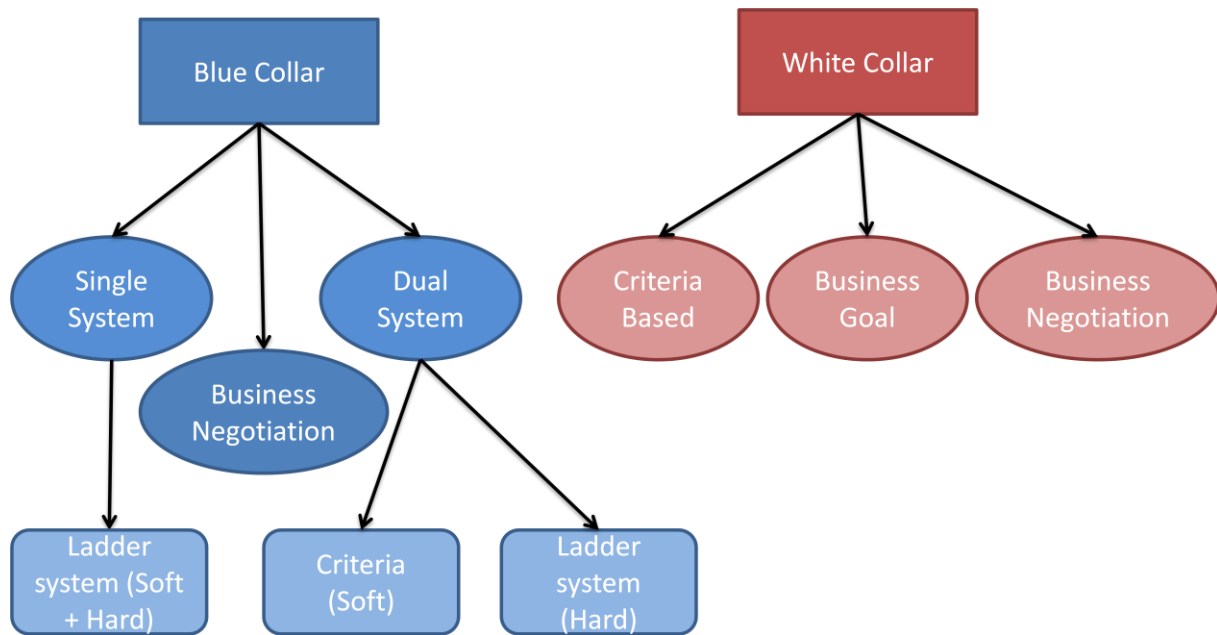 Blue Collar
White Collar
Single
System
Dual
System
Criteria
Based
Business
Goal
Business
Negotiation
Business
Negotiation
Ladder
system (Soft
+ Hard)
Criteria
(Soft)
Ladder
system
(Hard)